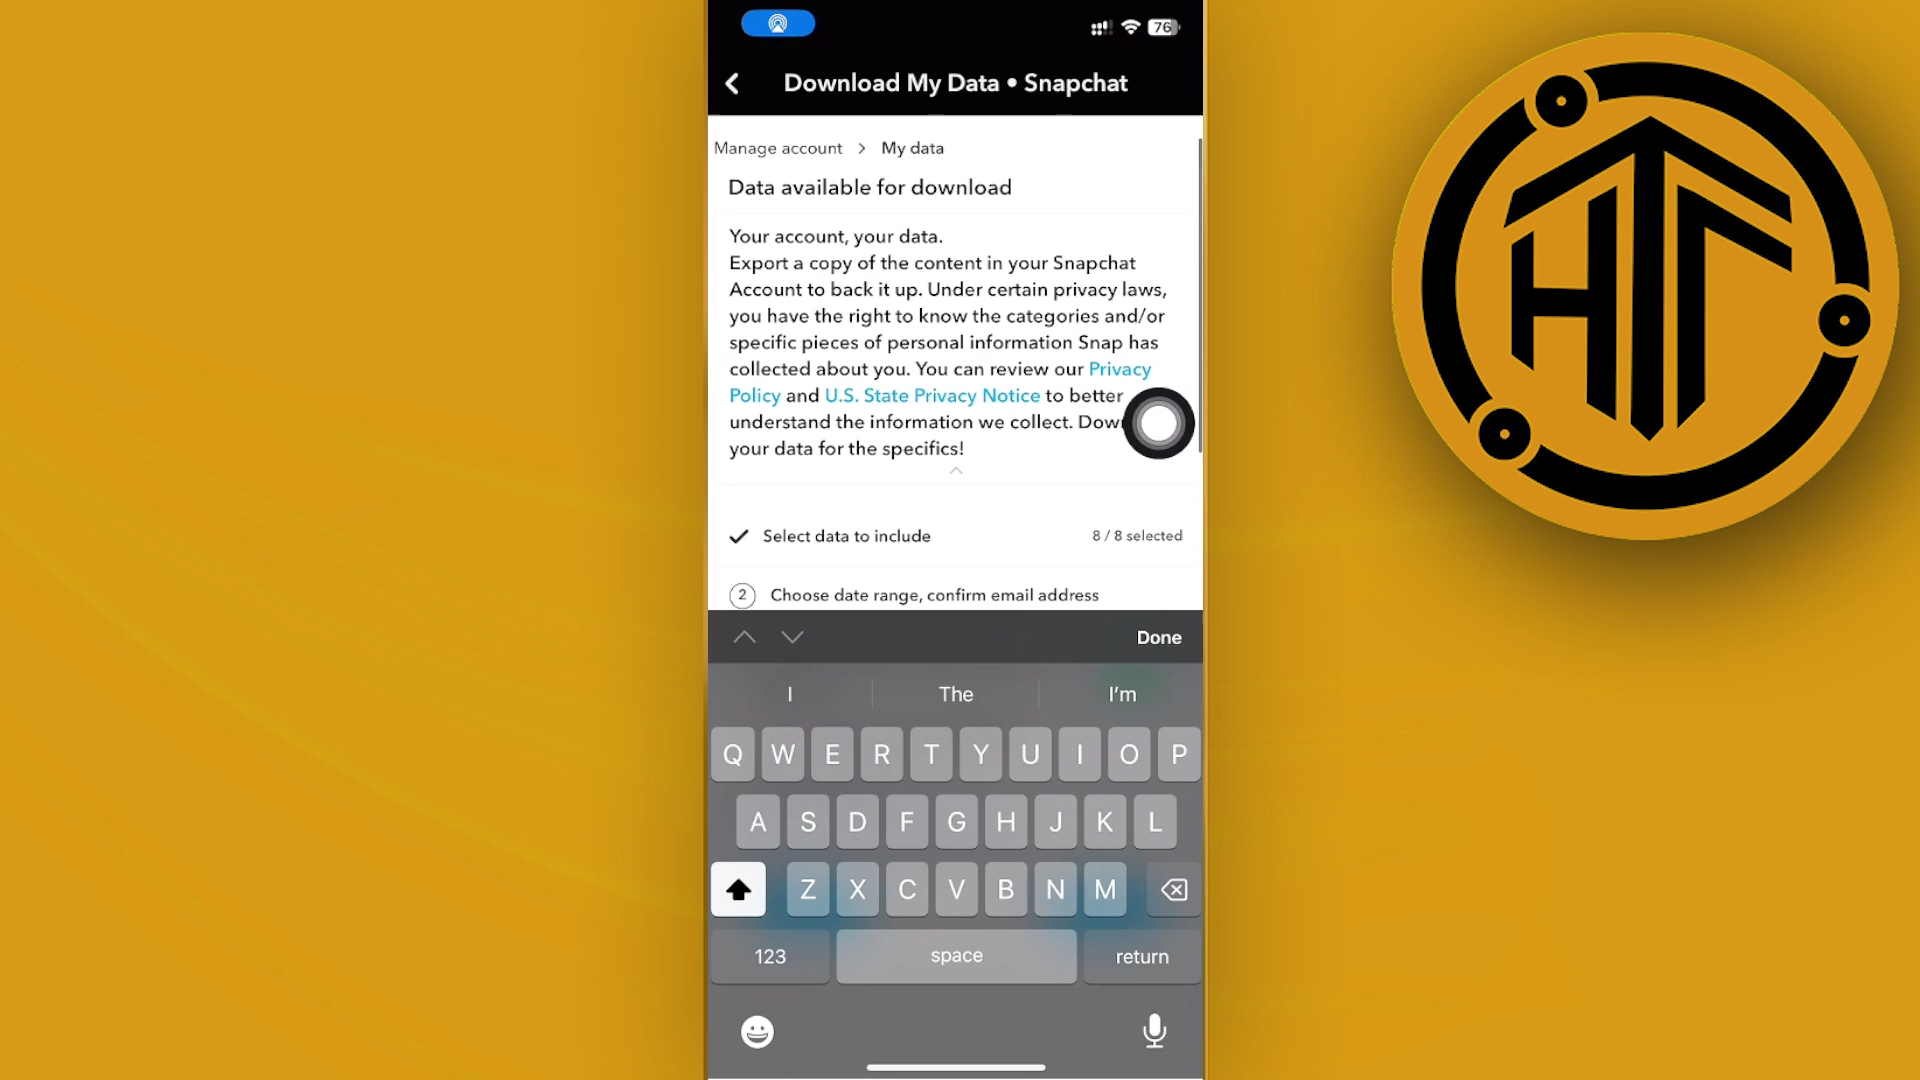 76
Download My Data • Snapchat
Manage account > My data
Data available for download
Your account, your data.
Export a copy of the content in your Snapchat
Account to back it up. Under certain privacy laws,
you have the right to know the categories and/or
specific pieces of personal information Snap has
collected about you. You can review our Privacy
Policy and U.S. State Privacy Notice to better
understand the information we collect.
your data for the specifics!
Select data to include 8 / 8 selected
2 Choose date range, confirm email address
Done
I The I'm
Q W E R T Y U I O P
A S D F G H J K L
Z X C V B N M
123 space return
HT